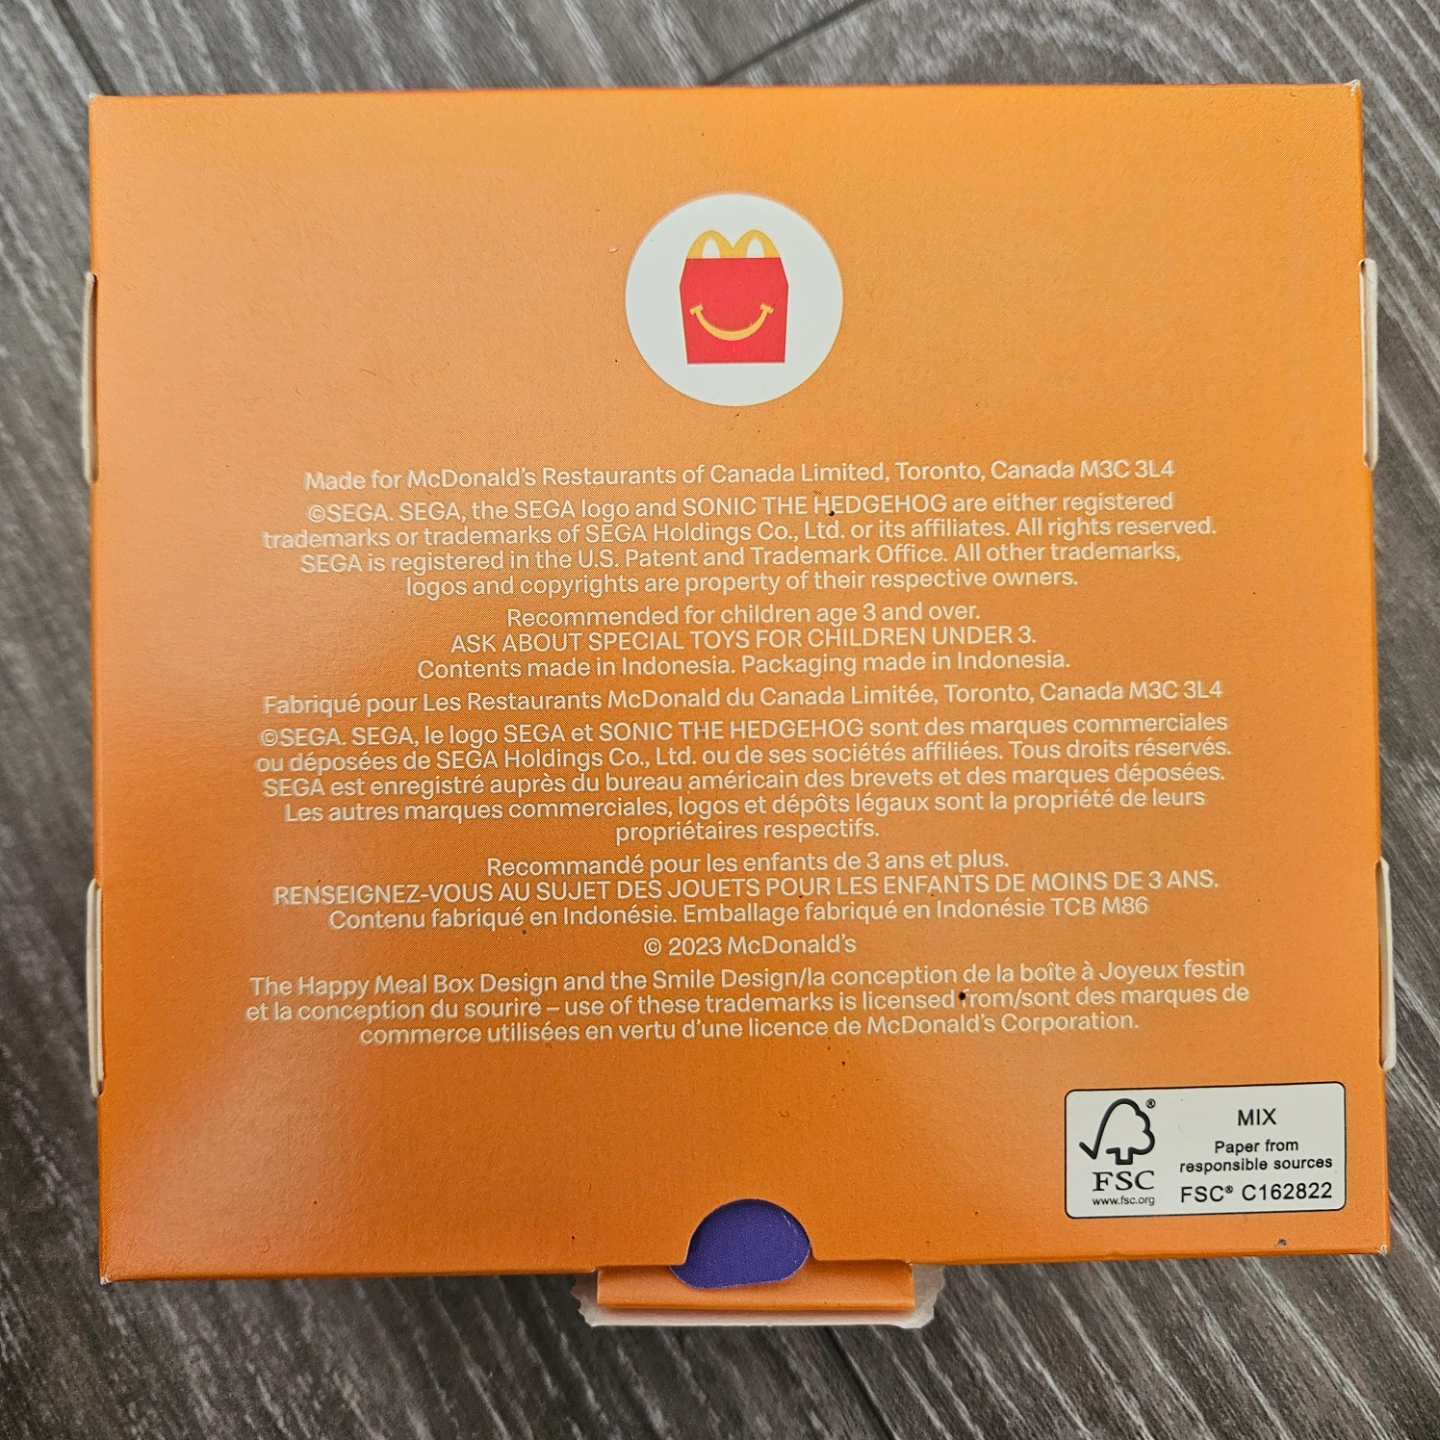 Made for McDonald's Restaurants of Canada Limited, Toronto, Canada M3C 3L4
©SEGA. SEGA, the SEGA logo and SONIC THE HEDGEHOG are either registered
trademarks or trademarks of SEGA Holdings Co., Ltd. or its affiliates. All rights reserved.
SEGA is registered in the U.S. Patent and Trademark Office. All other trademarks,
logos and copyrights are property of their respective owners.
Recommended for children age 3 and over.
ASK ABOUT SPECIAL TOYS FOR CHILDREN UNDER 3.
Contents made in Indonesia. Packaging made in Indonesia.
Fabriqué pour Les Restaurants McDonald du Canada Limitée, Toronto, Canada M3C 3L4
©SEGA. SEGA, le logo SEGA et SONIC THE HEDGEHOG sont des marques commerciales
ou déposées de SEGA Holdings Co., Ltd. ou de ses sociétés affiliées. Tous droits réservés.
SEGA est enregistré auprès du bureau américain des brevets et des marques déposées.
Les autres marques commerciales, logos et dépôts légaux sont la propriété de leurs
propriétaires respectifs.
Recommandé pour les enfants de 3 ans et plus.
RENSEIGNEZ-VOUS AU SUJET DES JOUETS POUR LES ENFANTS DE MOINS DE 3 ANS.
Contenu fabriqué en Indonésie. Emballage fabriqué en Indonésie TCB M86
© 2023 McDonald's
The Happy Meal Box Design and the Smile Design/la conception de la boîte à Joyeux festin
et la conception du sourire – use of these trademarks is licensed from/sont des marques de
commerce utilisées en vertu d'une licence de McDonald's Corporation.
®
FSC
www.fsc.org
MIX
Paper from
responsible sources
FSC® C162822